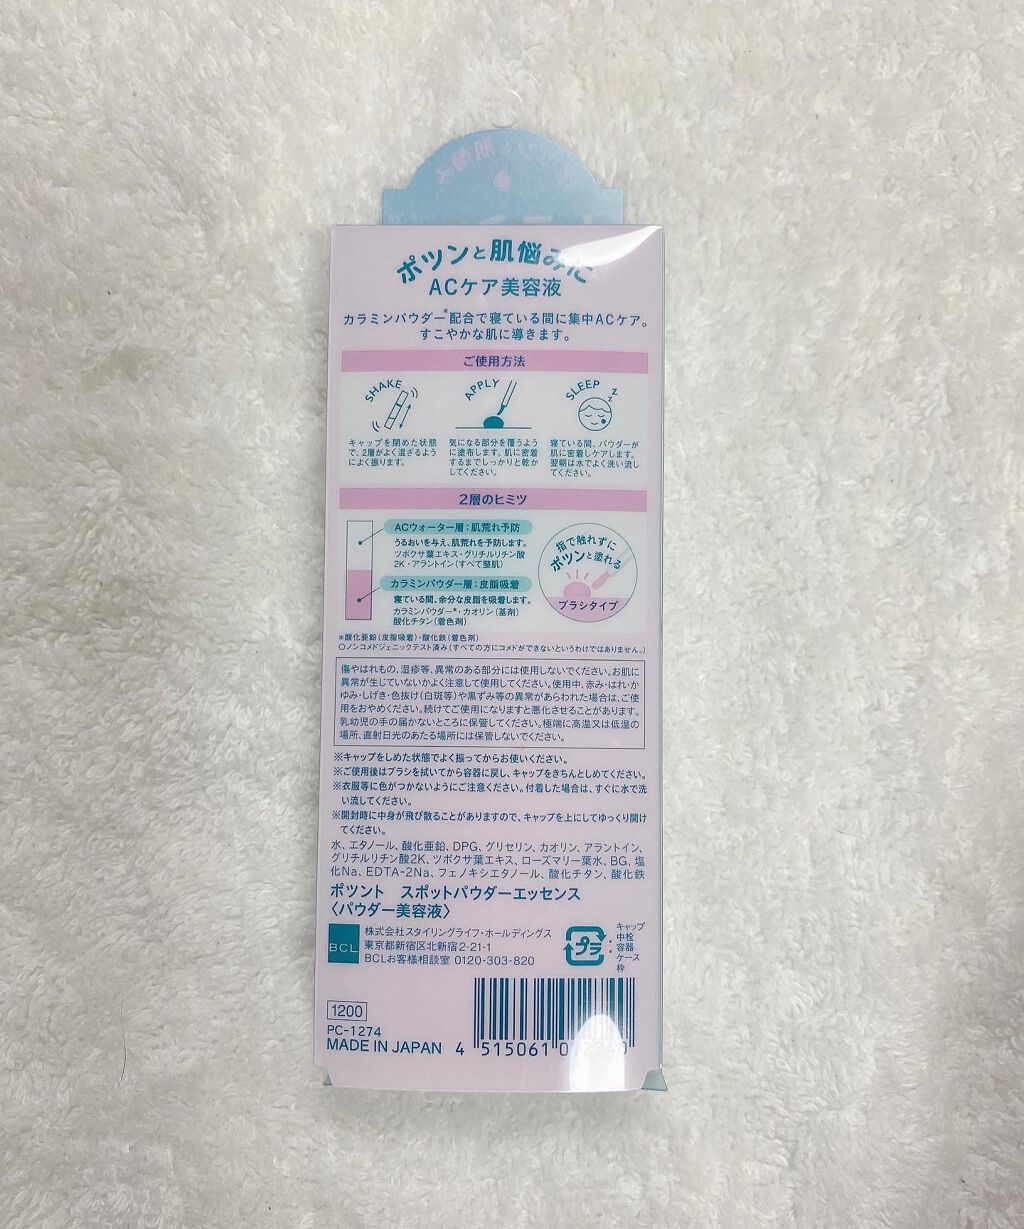 ポツンと肌悩みに
ACケア美容液
カラミンパウダー*配合で寝ている間に集中ACケア。
すこやかな肌に導きます。
ご使用方法
SHAKE
キャップを閉めた状態
で、2層がよく混ざるよう
によく振ります。
APPLY
気になる部分を覆うよう
に塗布します。肌に密着
するまでしっかりと乾か
してください。
SLEEP
z z z
寝ている間、パウダーが
肌に密着しケアします。
翌朝は水でよく洗い流し
てください。
2層のヒミツ
ACウォーター層:肌荒れ予防
うるおいを与え、肌荒れを予防します。
ツボクサ葉エキス・グリチルリチン酸
2K・アラントイン(すべて整肌)
カラミンパウダー層:皮脂吸着
寝ている間、余分な皮脂を吸着します。
カラミンパウダー*・カオリン(基剤)
酸化チタン(着色剤)
指で触れずに
ポツンと塗れる
ブラシタイプ
*酸化亜鉛(皮脂吸着)・酸化鉄(着色剤)
○ノンコメドジェニックテスト済み(すべての方にコメドができないというわけではありません。)
傷やはれもの、湿疹等、異常のある部分には使用しないでください。お肌に
異常が生じていないかよく注意して使用してください。使用中、赤み・はれ・か
ゆみ・しげき・色抜け(白斑等)や黒ずみ等の異常があらわれた場合は、ご使
用をおやめください。続けてご使用になりますと悪化させることがあります。
乳幼児の手の届かないところに保管してください。極端に高温又は低温の
場所、直射日光のあたる場所には保管しないでください。
※キャップをしめた状態でよく振ってからお使いください。
※ご使用後はブラシを拭いてから容器に戻し、キャップをきちんとしめてください。
※衣服等に色がつかないようにご注意ください。付着した場合は、すぐに水で洗
い流してください。
※開封時に中身が飛び散ることがありますので、キャップを上にしてゆっくり開け
てください。
水、エタノール、酸化亜鉛、DPG、グリセリン、カオリン、アラントイン、
グリチルリチン酸2K、ツボクサ葉エキス、ローズマリー葉水、BG、塩
化Na、EDTA-2Na、フェノキシエタノール、酸化チタン、酸化鉄
ポツント スポットパウダーエッセンス
〈パウダー美容液〉
BCL
株式会社スタイリングライフ・ホールディングス
東京都新宿区北新宿2-21-1
BCLお客様相談室 0120-303-820
プラ
:
キャップ
中栓
容器
ケース
枠
1200
PC-1274
MADE IN JAPAN
4 515061 0